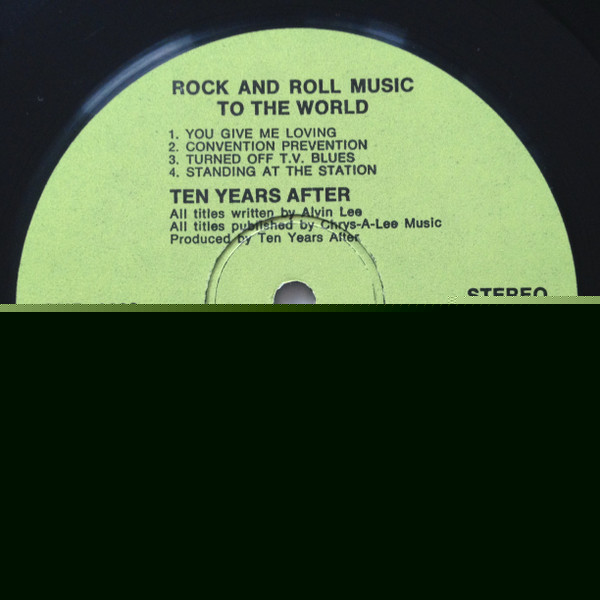 ROCK AND ROLL MUSIC
TO THE WORLD
1. YOU GIVE ME LOVING
2. CONVENTION PREVENTION
3. TURNED OFF T.V. BLUES
4. STANDING AT THE STATION
TEN YEARS AFTER
All titles written by Alvin Lee
All titles published by Chrys-A-Lee Music
Produced by Ten Years After
STEREO